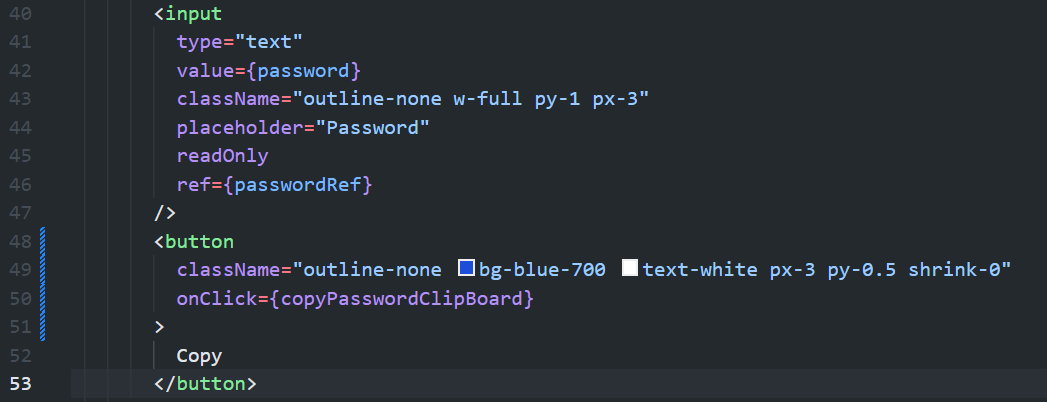 40 <input
41 type="text"
42 value={password}
43 className="outline-none w-full py-1 px-3"
44 placeholder="Password"
45 readOnly
46 ref={passwordRef}
47 />
48 <button
49 className="outline-none bg-blue-700 text-white px-3 py-0.5 shrink-0"
50 onClick={copyPasswordClipBoard}
51 >
52 Copy
53 </button>